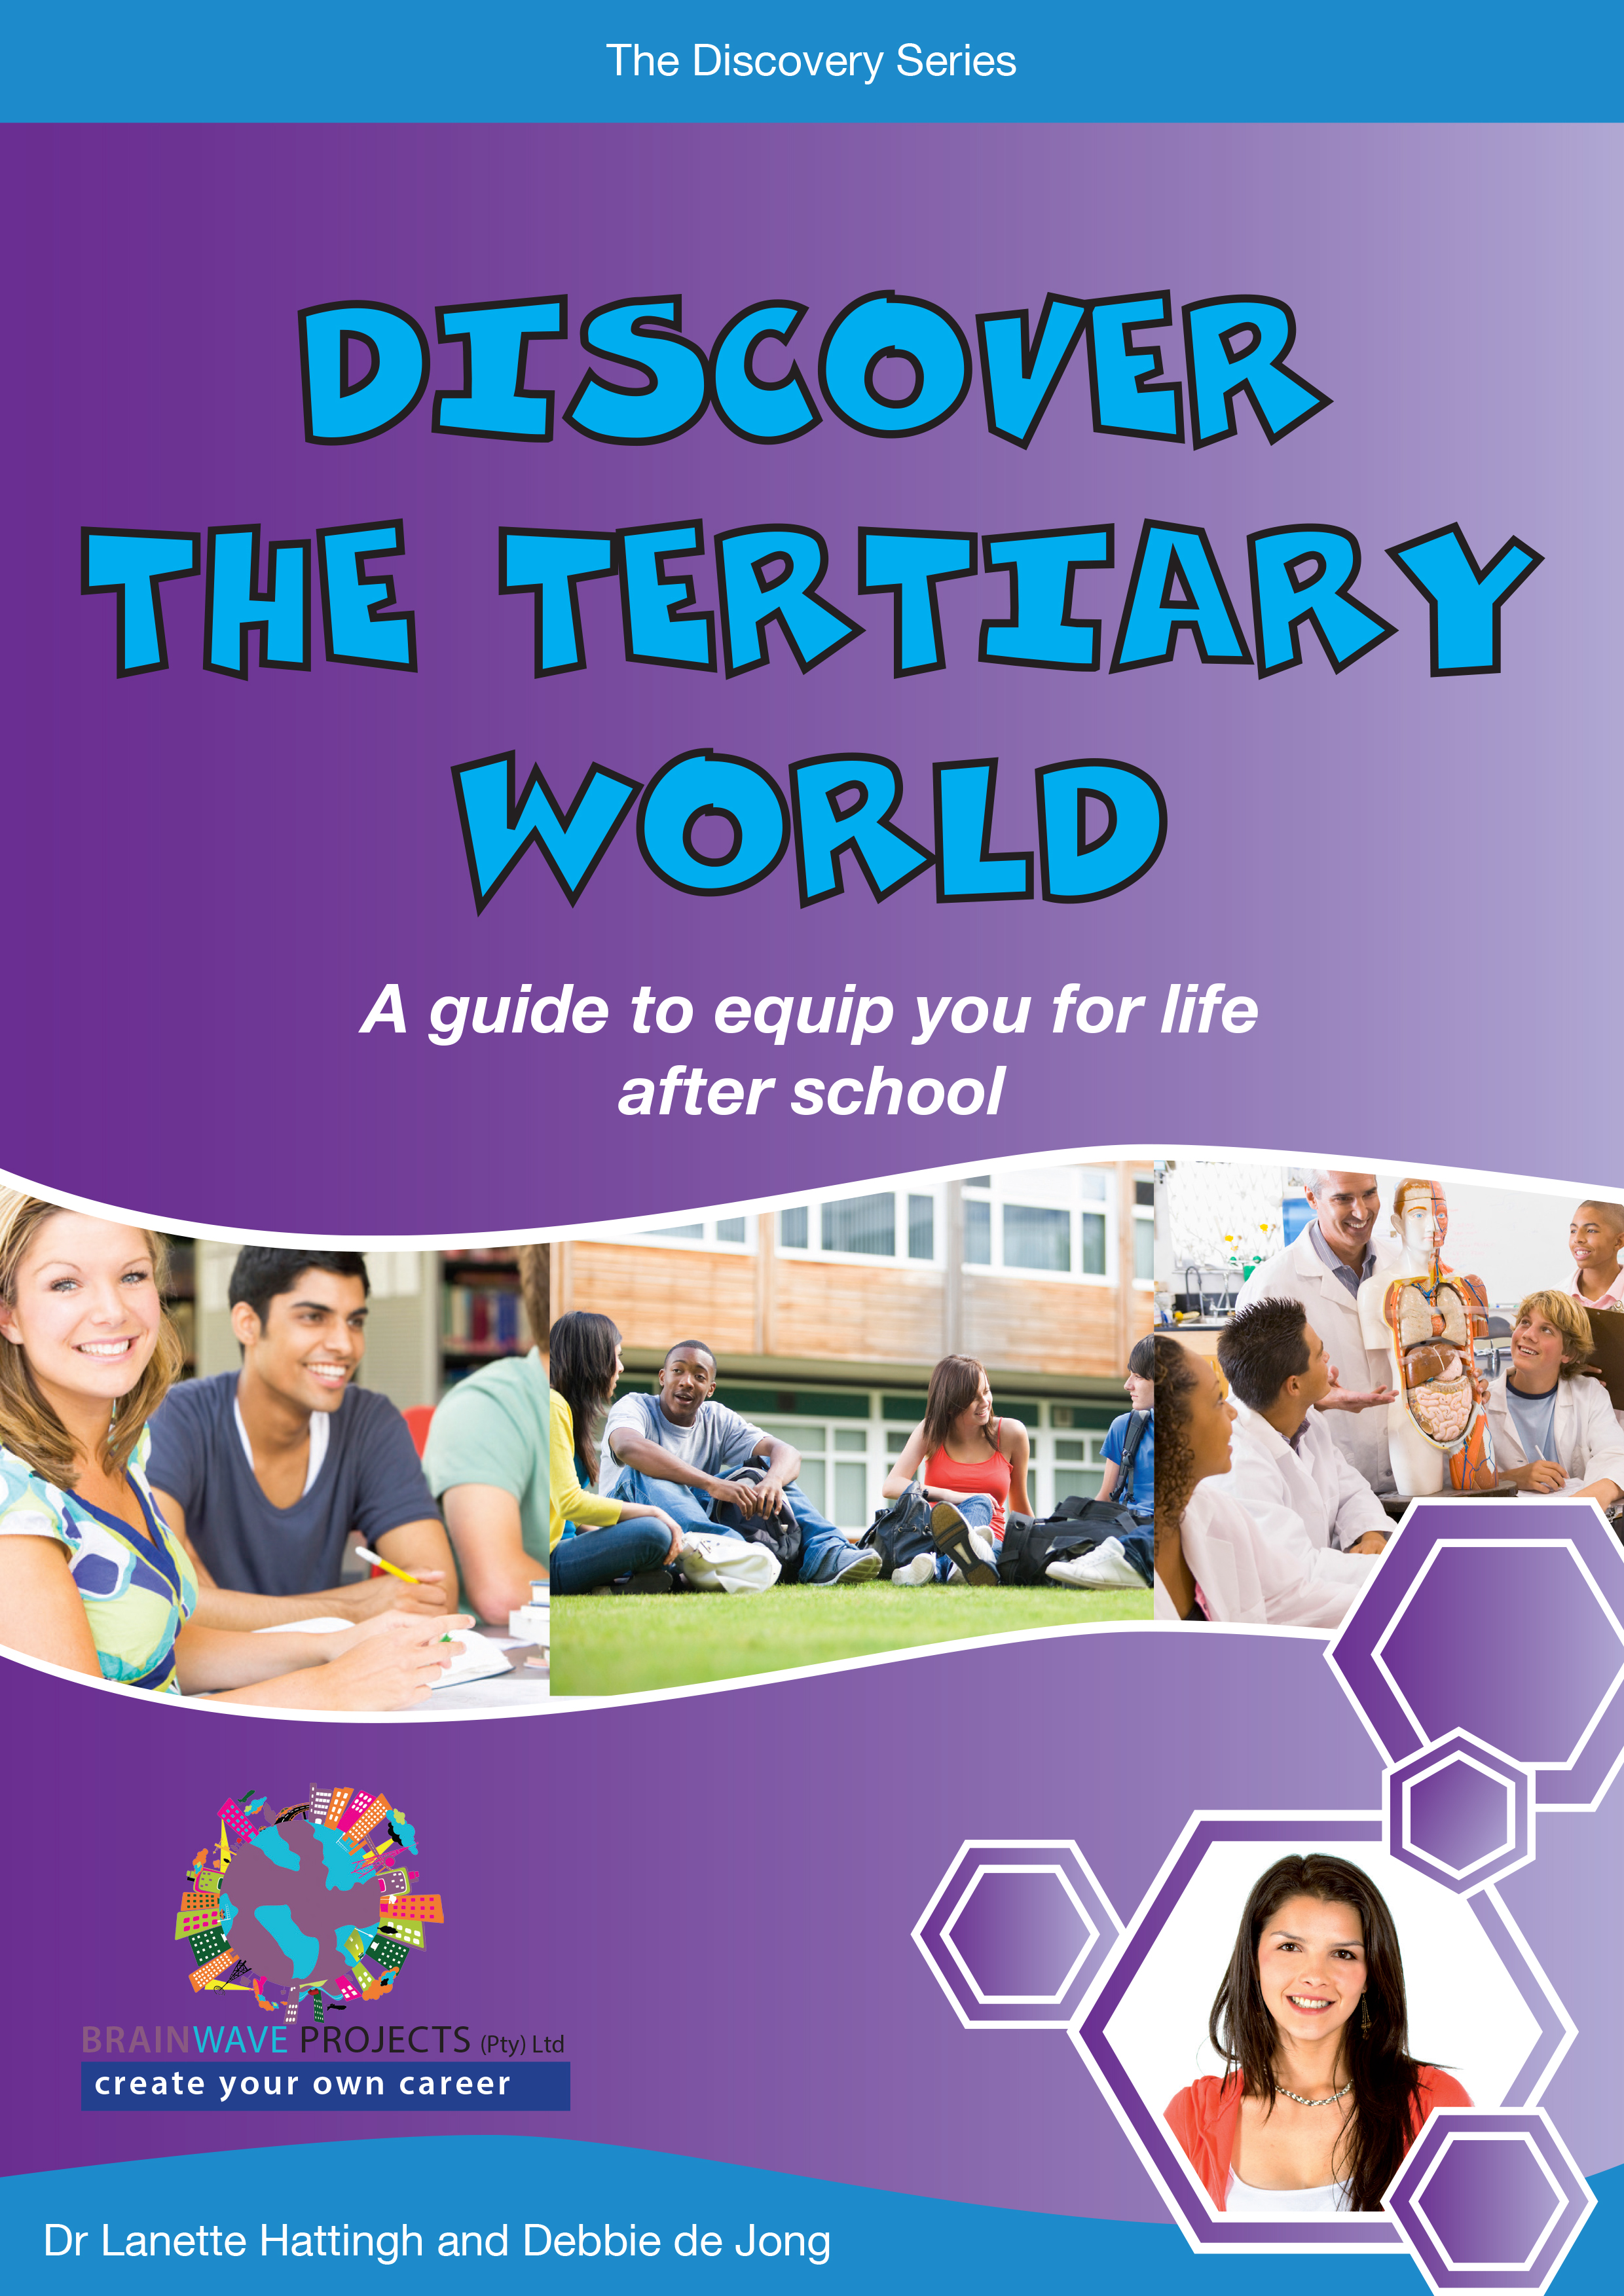 The Discovery Series
DISCOVER
THE TERTIARY
WORLD
A guide to equip you for life
after school
BRAINWAVE PROJECTS (Pty) Ltd
create your own career
Dr Lanette Hattingh and Debbie de Jong